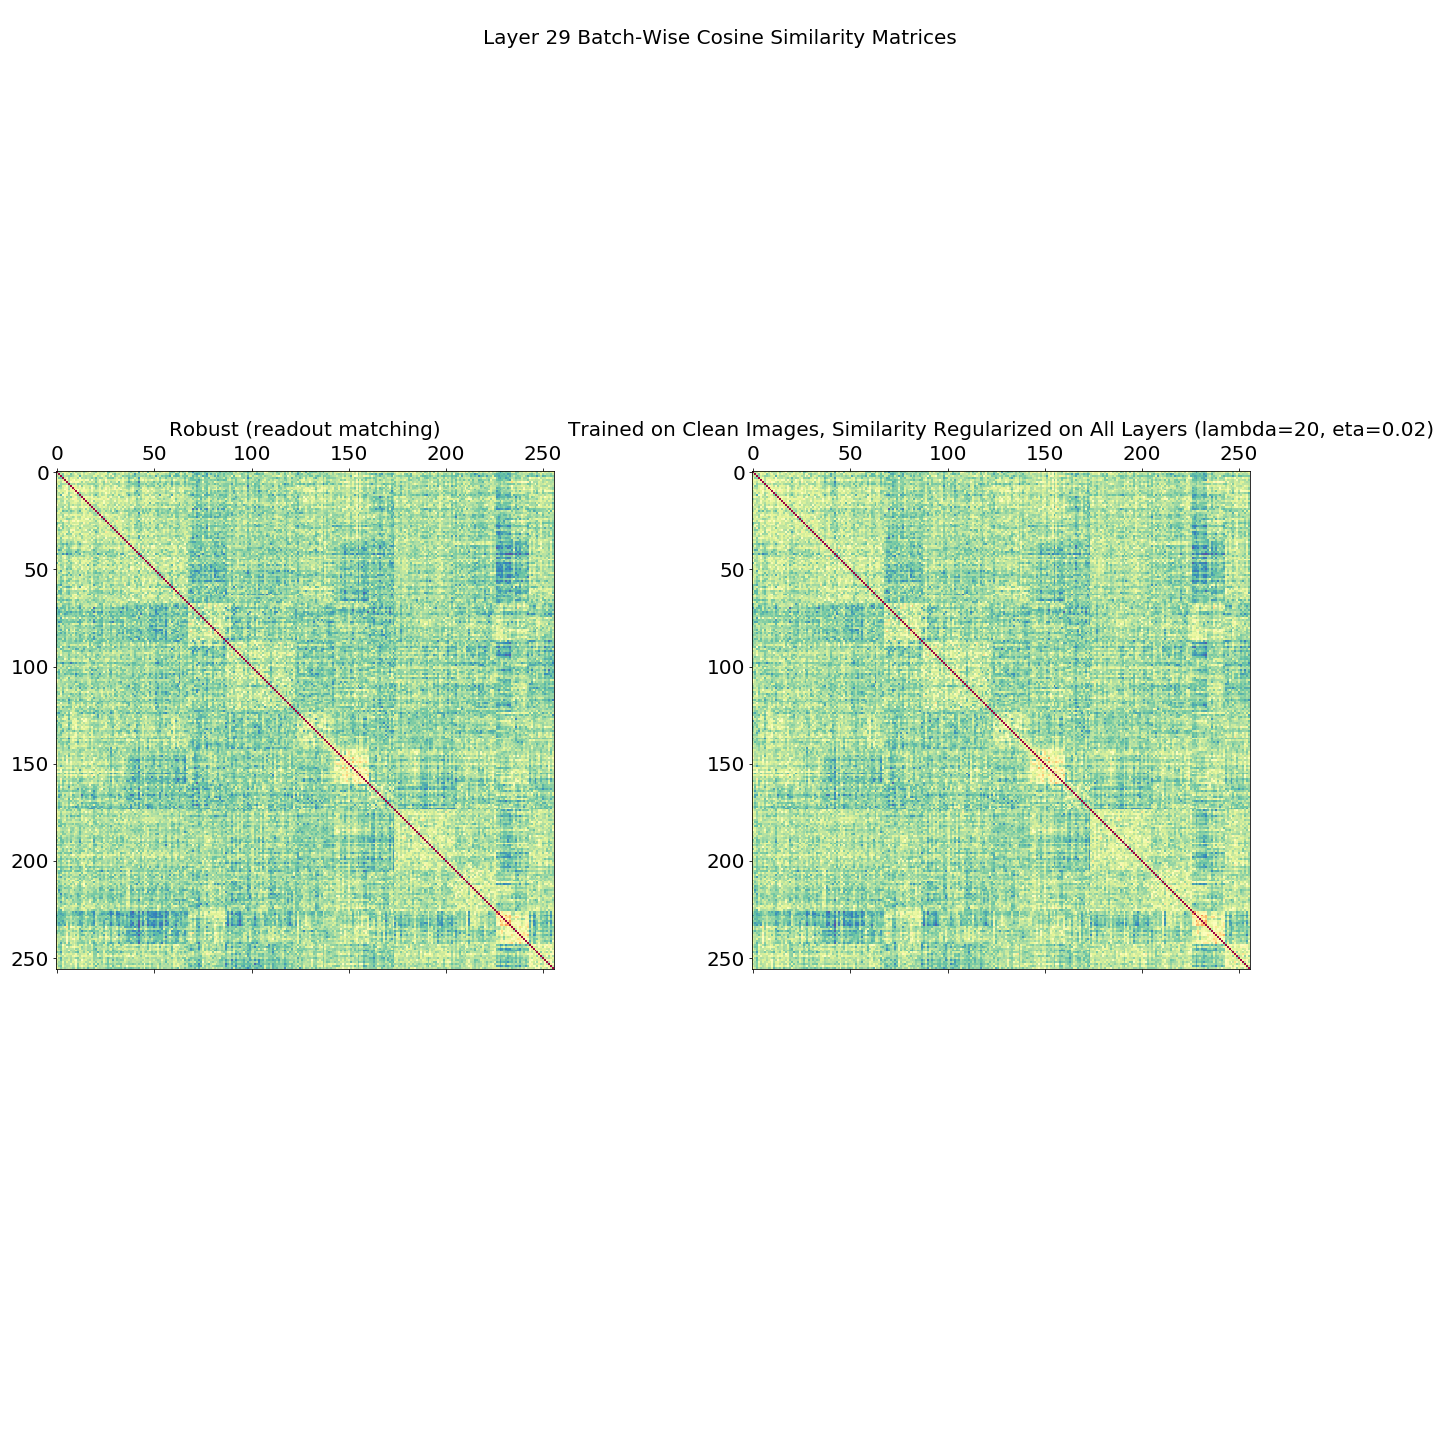 Layer 29 Batch-Wise Cosine Similarity Matrices
Robust (readout matching)
0 50 100 150 200 250
0
50
100
150
200
250
Trained on Clean Images, Similarity Regularized on All Layers (lambda=20, eta=0.02)
0 50 100 150 200 250
0
50
100
150
200
250